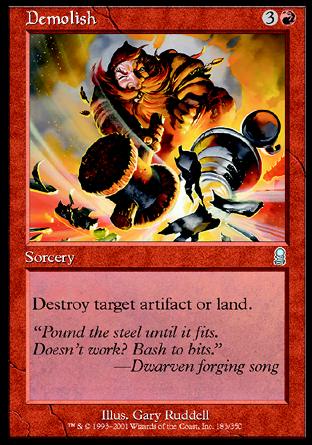 Demolish 3
Sorcery
Destroy target artifact or land.
“Pound the steel until it fits.
Doesn't work? Bash to bits.”
—Dwarven forging song
Illus. Gary Ruddell
™ & © 1993–2001 Wizards of the Coast, Inc. 183/350